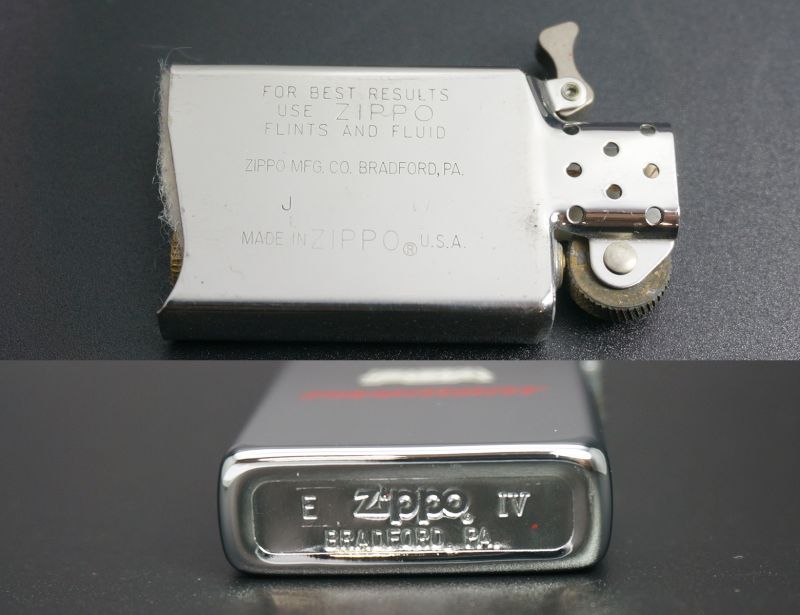 FOR BEST RESULTS
USE ZIPPO
FLINTS AND FLUID
ZIPPO MFG. CO. BRADFORD, PA.
J
MADE IN ZIPPO ® U.S.A.
E Zippo ® IV
BRADFORD, PA.